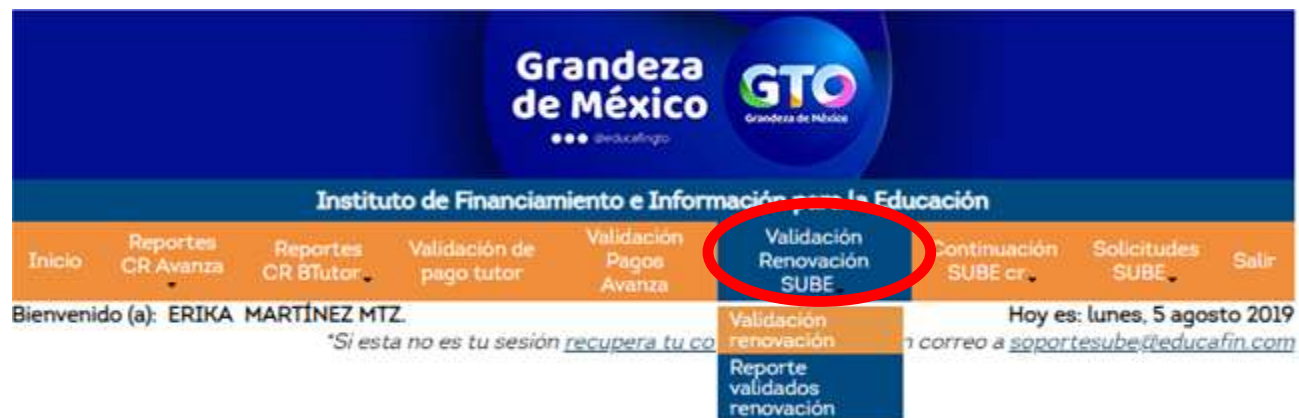 Grandeza
de México
@educafingto
GTO
Grandeza de México
Instituto de Financiamiento e Información para la Educación
Inicio
Reportes
CR Avanza
Reportes
CR BTutor
Validación de
pago tutor
Validación
Pagos
Avanza
Validación
Renovación
SUBE
Continuación
SUBE cr.
Solicitudes
SUBE
Salir
Bienvenido (a): ERIKA MARTÍNEZ MTZ.
Hoy es: lunes, 5 agosto 2019
*Si esta no es tu sesión recupera tu co
correo a soportesube@educafin.com
Validación
renovación
Reporte
validados
renovación